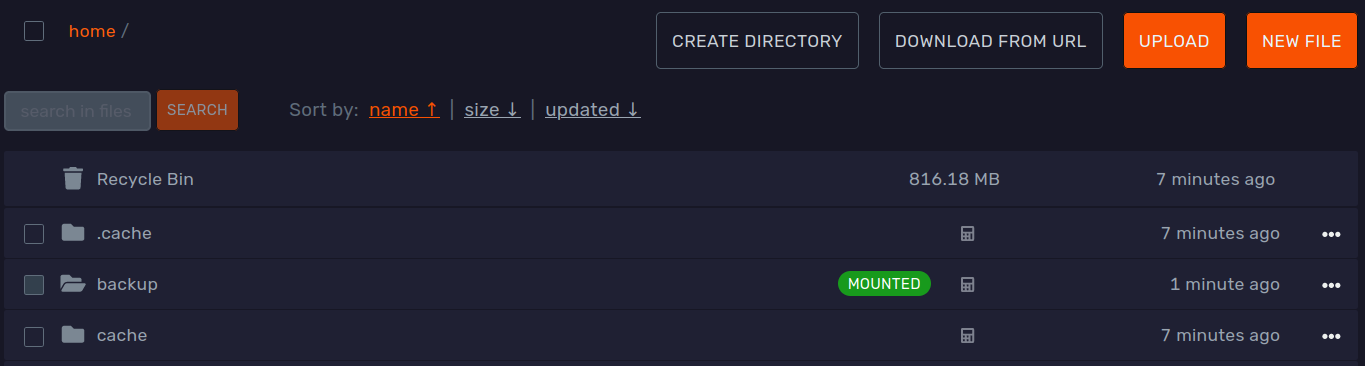 home /
CREATE DIRECTORY
DOWNLOAD FROM URL
UPLOAD
NEW FILE
search in files
SEARCH
Sort by: name ↑ | size ↓ | updated ↓
Recycle Bin 816.18 MB 7 minutes ago
.cache 7 minutes ago
backup MOUNTED 1 minute ago
cache 7 minutes ago